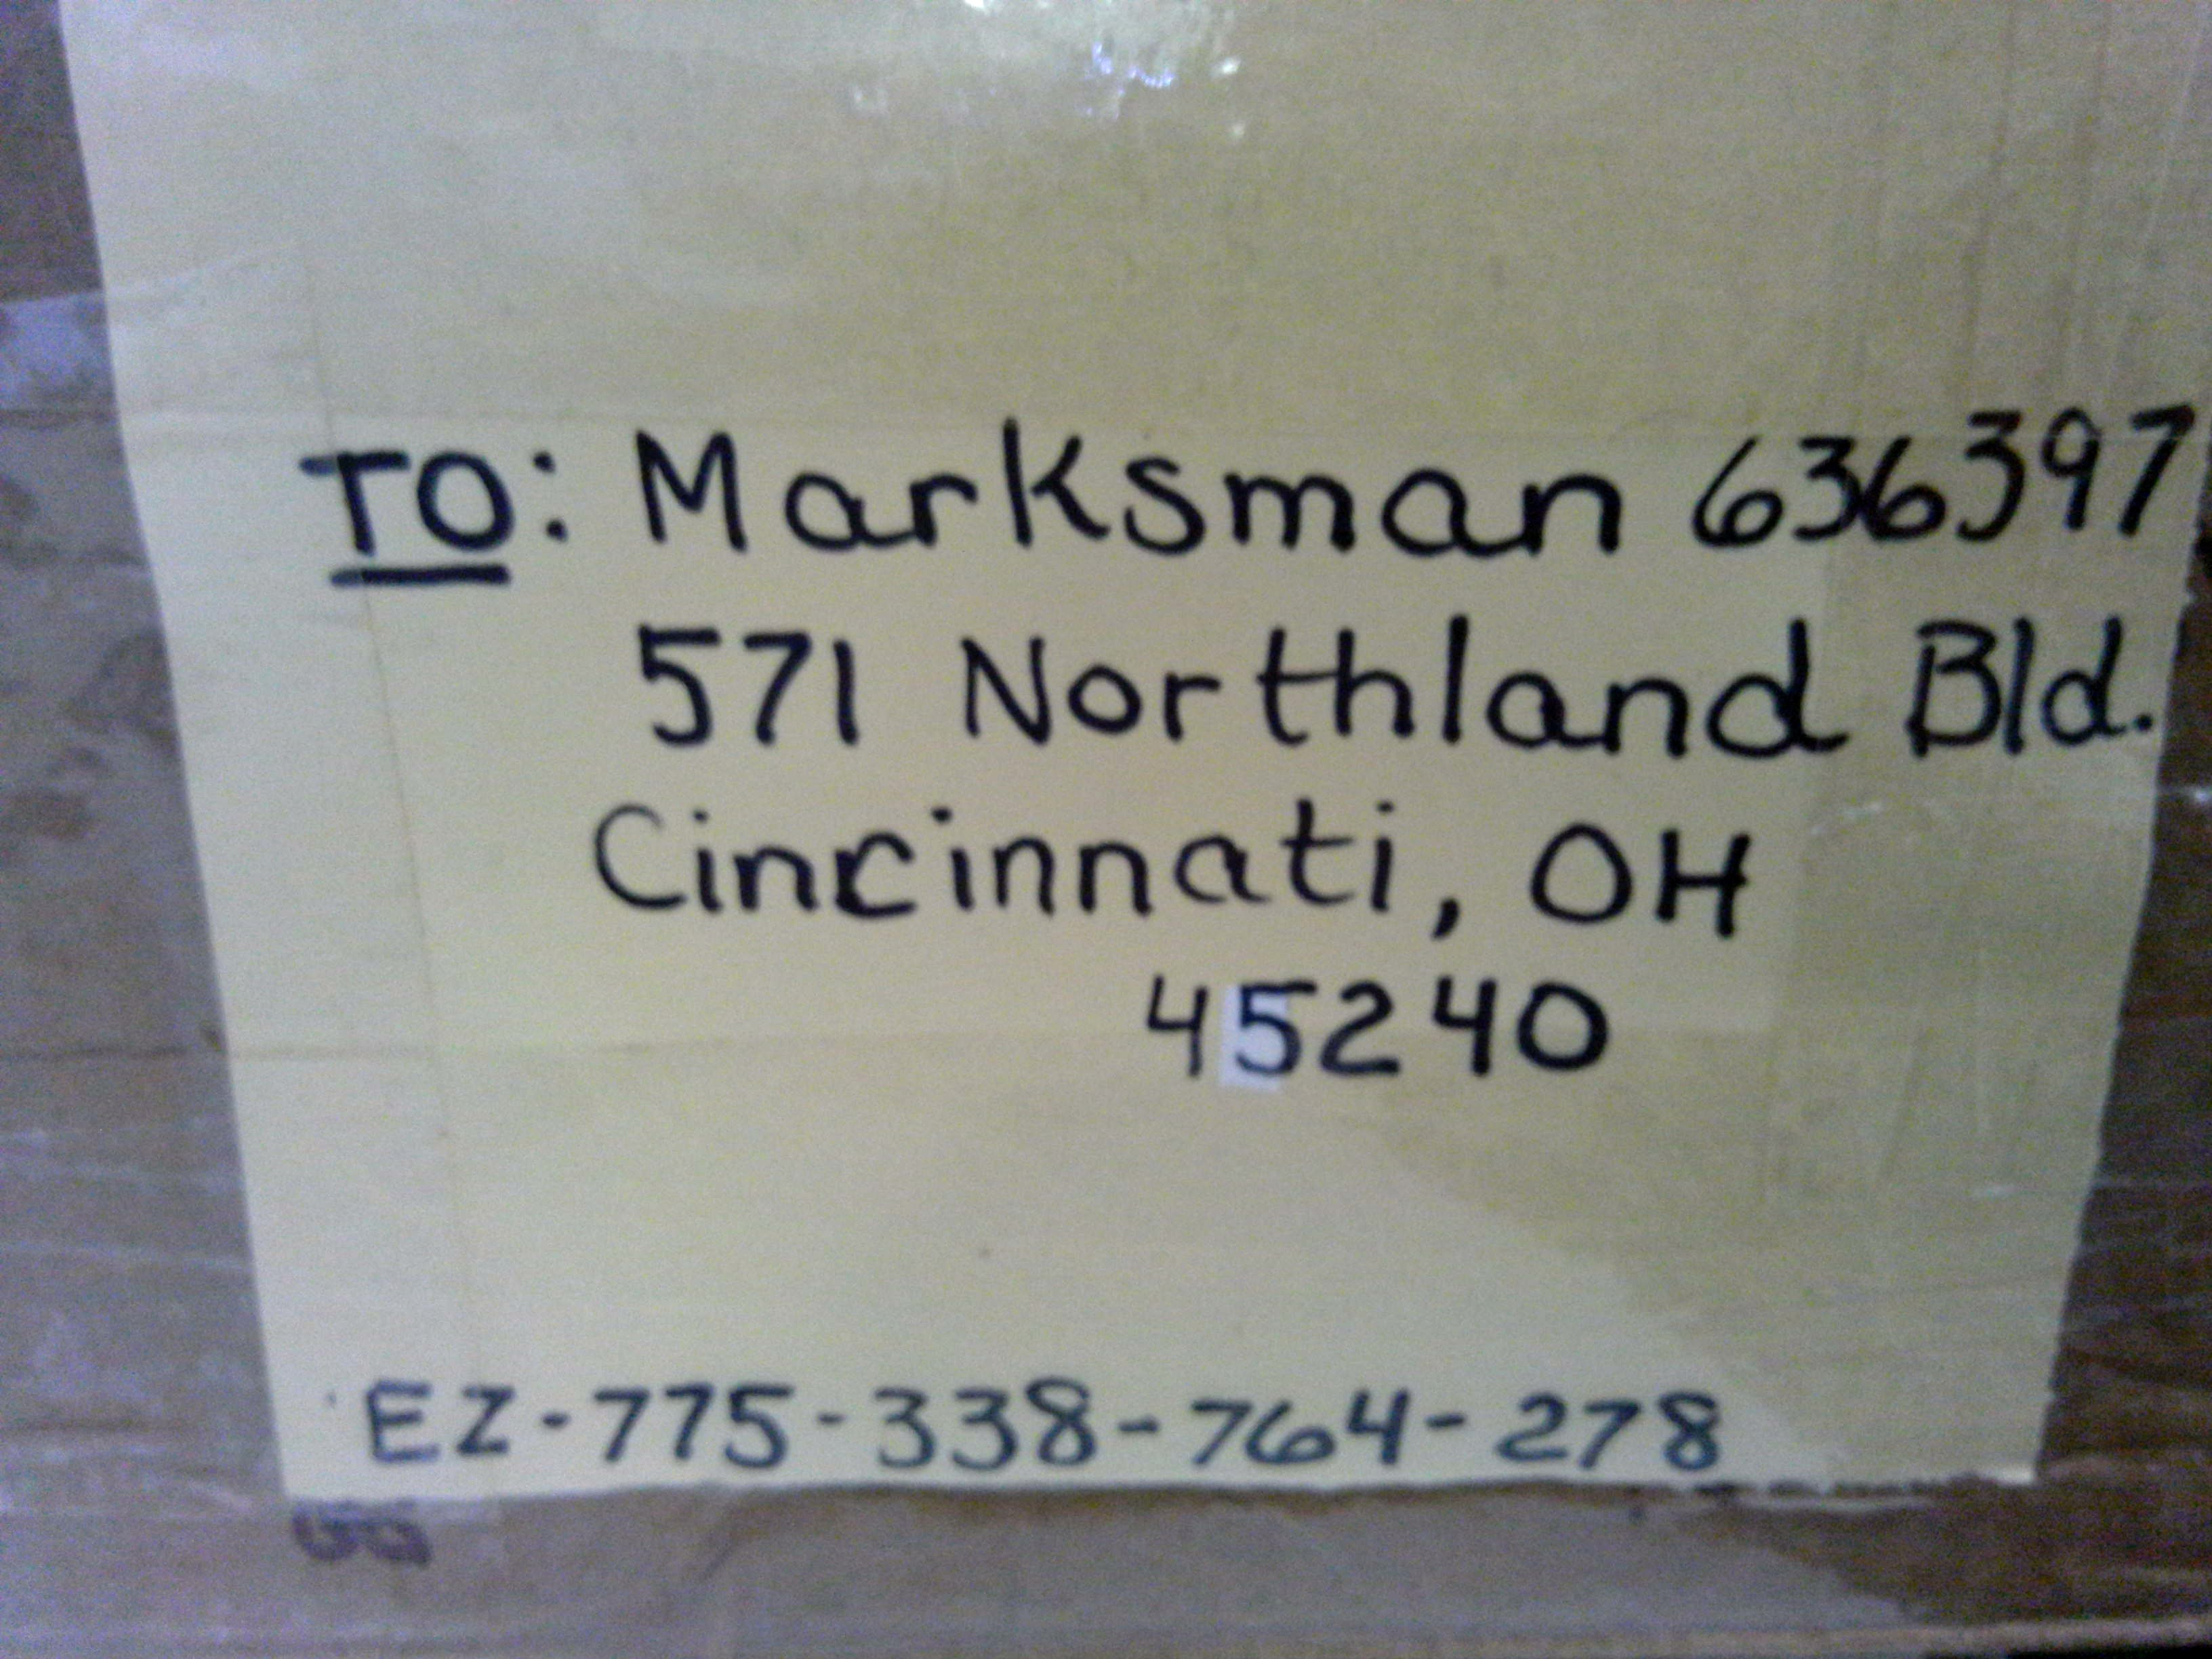 TO: Marksman 636397
571 Northland Bld.
Cincinnati, OH
45240
EZ-775-338-764-278